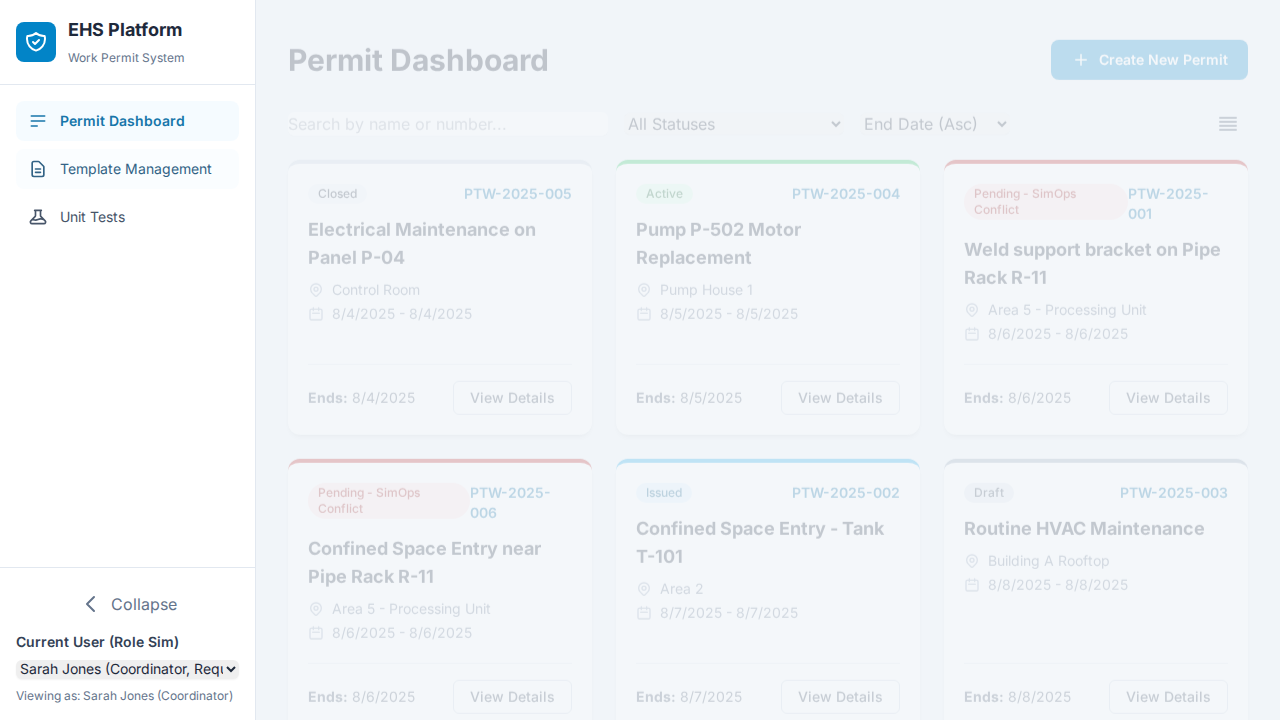 EHS Platform
Work Permit System
Permit Dashboard
Template Management
Unit Tests
Collapse
Current User (Role Sim)
Sarah Jones (Coordinator, Requ
Viewing as: Sarah Jones (Coordinator)
Permit Dashboard
Create New Permit
Search by name or number...
All Statuses
End Date (Asc)
Closed
PTW-2025-005
Electrical Maintenance on
Panel P-04
Control Room
8/4/2025 - 8/4/2025
Ends: 8/4/2025
View Details
Active
PTW-2025-004
Pump P-502 Motor
Replacement
Pump House 1
8/5/2025 - 8/5/2025
Ends: 8/5/2025
View Details
Pending - SimOps
Conflict
PTW-2025-
001
Weld support bracket on Pipe
Rack R-11
Area 5 - Processing Unit
8/6/2025 - 8/6/2025
Ends: 8/6/2025
View Details
Pending - SimOps
Conflict
PTW-2025-
006
Confined Space Entry near
Pipe Rack R-11
Area 5 - Processing Unit
8/6/2025 - 8/6/2025
Ends: 8/6/2025
View Details
Issued
PTW-2025-002
Confined Space Entry - Tank
T-101
Area 2
8/7/2025 - 8/7/2025
Ends: 8/7/2025
View Details
Draft
PTW-2025-003
Routine HVAC Maintenance
Building A Rooftop
8/8/2025 - 8/8/2025
Ends: 8/8/2025
View Details